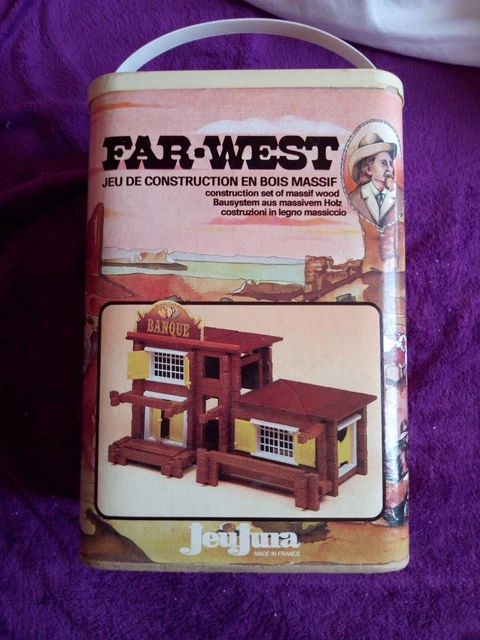 FAR·WEST
JEU DE CONSTRUCTION EN BOIS MASSIF
construction set of massif wood
Bausystem aus massivem Holz
costruzioni in legno massiccio
BANQUE
JeuJura
MADE IN FRANCE